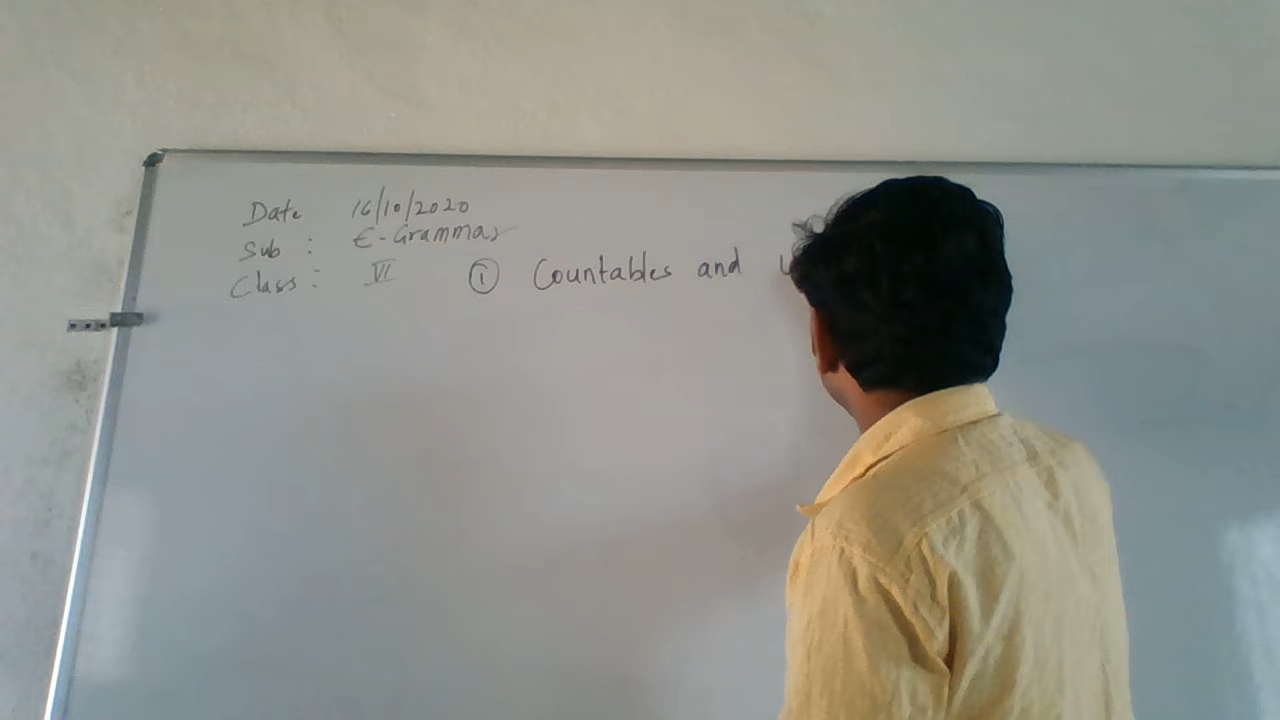 Date 16/10/2020
Sub : E-Grammar
Class: VI ① Countables and